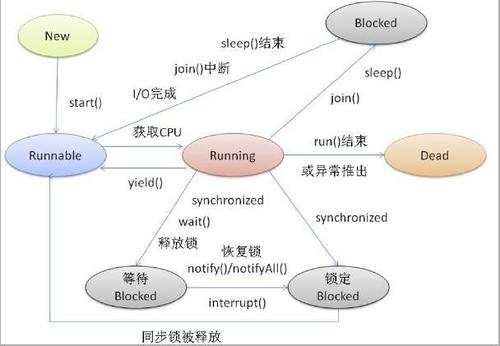 New
Blocked
sleep()结束
join()中断
I/O完成
start()
sleep()
join()
获取CPU
Runnable
Running
run()结束
或异常推出
Dead
yield()
synchronized
wait()
释放锁
synchronized
恢复锁
notify()/notifyAll()
等待
Blocked
锁定
Blocked
interrupt()
同步锁被释放